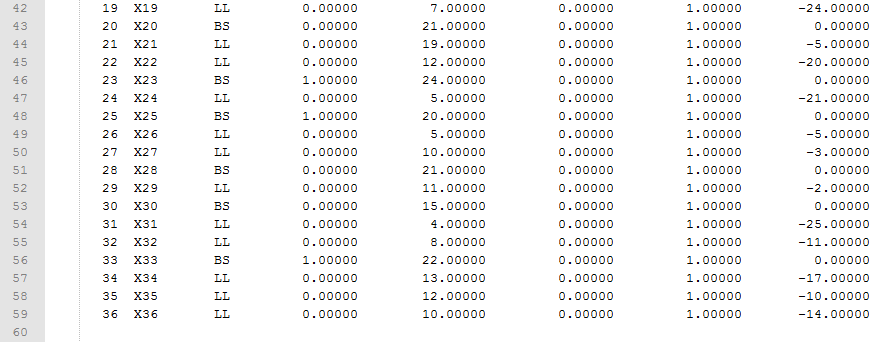 42 19 X19 LL 0.00000 7.00000 0.00000 1.00000 -24.00000
43 20 X20 BS 0.00000 21.00000 0.00000 1.00000 0.00000
44 21 X21 LL 0.00000 19.00000 0.00000 1.00000 -5.00000
45 22 X22 LL 0.00000 12.00000 0.00000 1.00000 -20.00000
46 23 X23 BS 1.00000 24.00000 0.00000 1.00000 0.00000
47 24 X24 LL 0.00000 5.00000 0.00000 1.00000 -21.00000
48 25 X25 BS 1.00000 20.00000 0.00000 1.00000 0.00000
49 26 X26 LL 0.00000 5.00000 0.00000 1.00000 -5.00000
50 27 X27 LL 0.00000 10.00000 0.00000 1.00000 -3.00000
51 28 X28 BS 0.00000 21.00000 0.00000 1.00000 0.00000
52 29 X29 LL 0.00000 11.00000 0.00000 1.00000 -2.00000
53 30 X30 BS 0.00000 15.00000 0.00000 1.00000 0.00000
54 31 X31 LL 0.00000 4.00000 0.00000 1.00000 -25.00000
55 32 X32 LL 0.00000 8.00000 0.00000 1.00000 -11.00000
56 33 X33 BS 1.00000 22.00000 0.00000 1.00000 0.00000
57 34 X34 LL 0.00000 13.00000 0.00000 1.00000 -17.00000
58 35 X35 LL 0.00000 12.00000 0.00000 1.00000 -10.00000
59 36 X36 LL 0.00000 10.00000 0.00000 1.00000 -14.00000
60